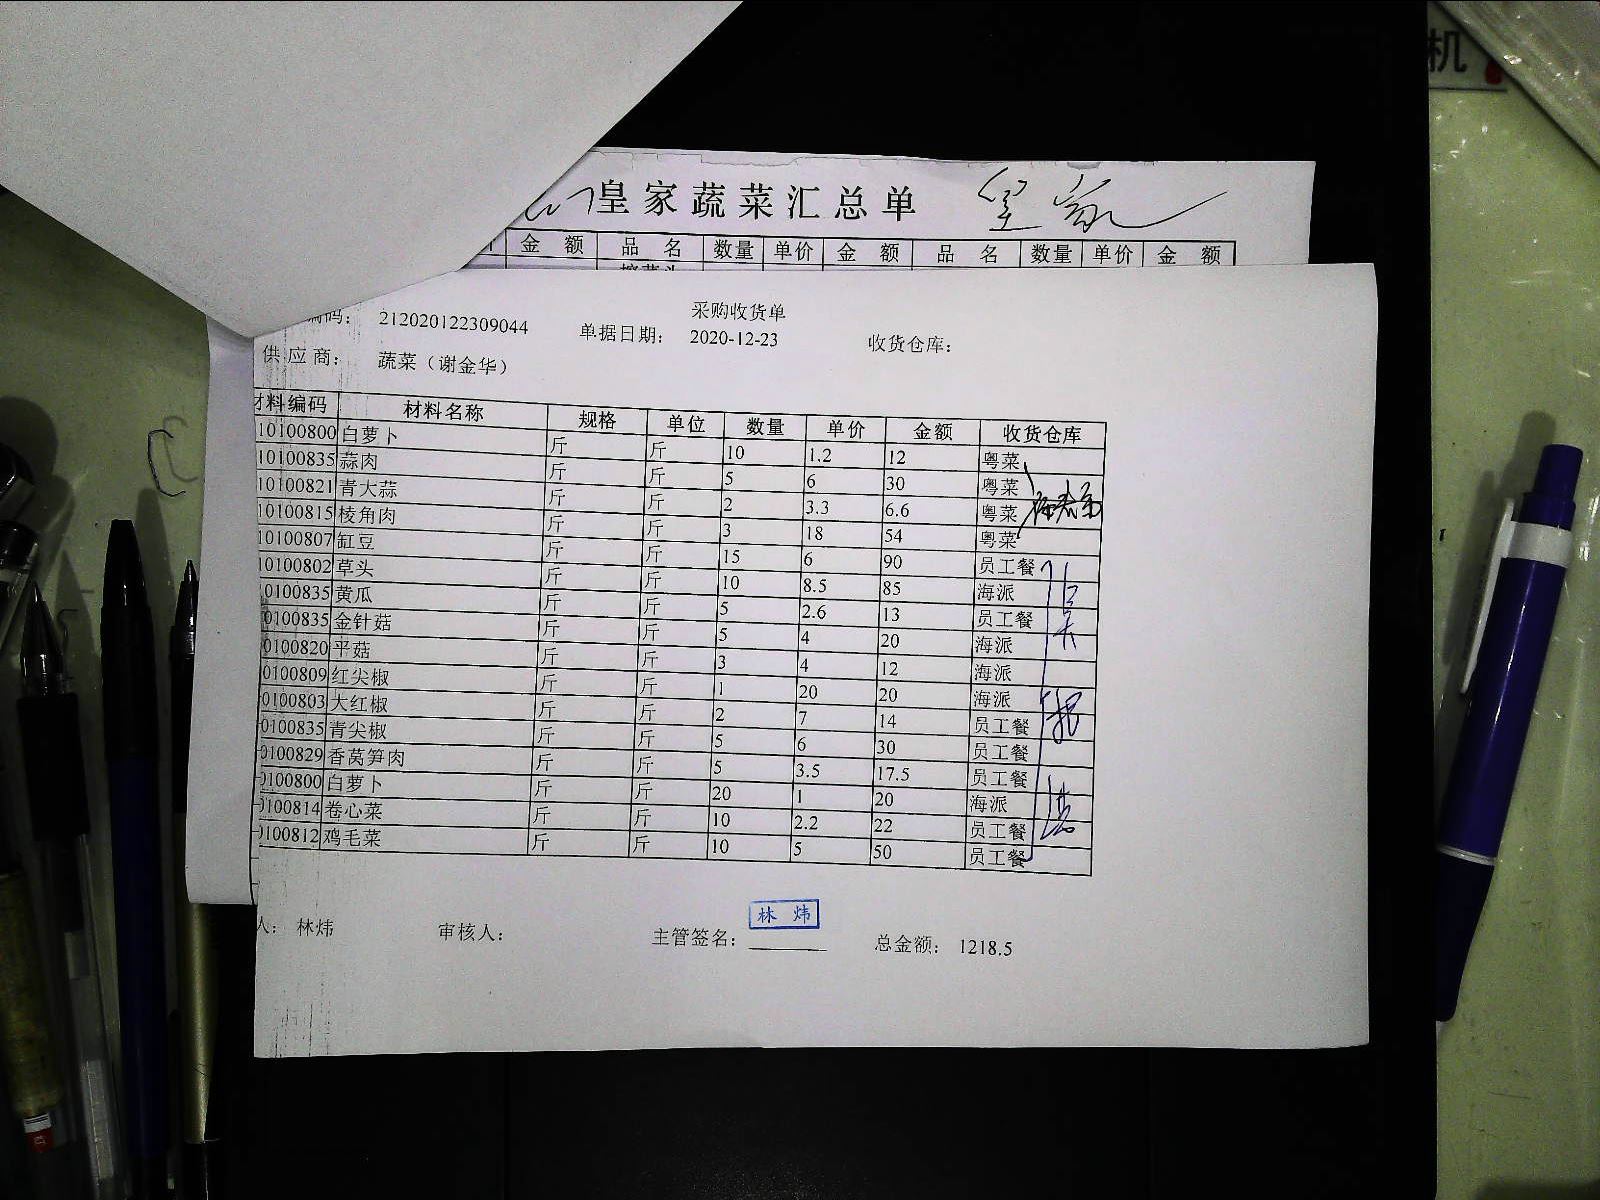 机
皇家蔬菜汇总单 皇家
金 额 品 名 数量 单价 金 额 品 名 数量 单价 金 额
采购收货单
编码: 212020122309044 单据日期: 2020-12-23 收货仓库:
供应商: 蔬菜（谢金华）
材料编码 材料名称 规格 单位 数量 单价 金额 收货仓库
10100800 白萝卜 斤 斤 10 1.2 12 粤菜
10100835 蒜肉 斤 斤 5 6 30 粤菜
10100821 青大蒜 斤 斤 2 3.3 6.6 粤菜
10100815 棱角肉 斤 斤 3 18 54 粤菜
10100807 缸豆 斤 斤 15 6 90 员工餐
10100802 草头 斤 斤 10 8.5 85 海派
0100835 黄瓜 斤 斤 5 2.6 13 员工餐
0100835 金针菇 斤 斤 5 4 20 海派
0100820 平菇 斤 斤 3 4 12 海派
0100809 红尖椒 斤 斤 1 20 20 海派
0100803 大红椒 斤 斤 2 7 14 员工餐
0100835 青尖椒 斤 斤 5 6 30 员工餐
0100829 香莴笋肉 斤 斤 5 3.5 17.5 员工餐
0100800 白萝卜 斤 斤 20 1 20 海派
0100814 卷心菜 斤 斤 10 2.2 22 员工餐
0100812 鸡毛菜 斤 斤 10 5 50 员工餐
人: 林炜 审核人: 主管签名: 林 炜 总金额: 1218.5